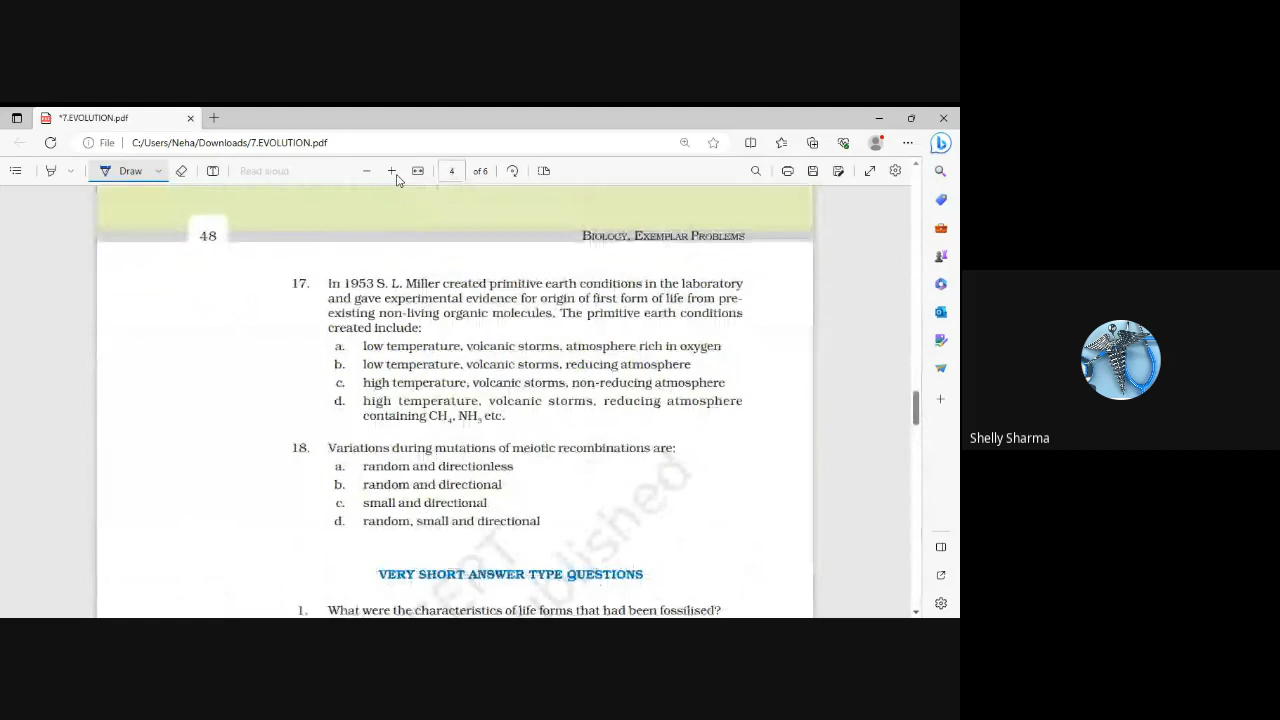 *7.EVOLUTION.pdf
File C:/Users/Neha/Downloads/7.EVOLUTION.pdf
Draw Read aloud 4 of 6
48 BIOLOGY, EXEMPLAR PROBLEMS
17. In 1953 S. L. Miller created primitive earth conditions in the laboratory
and gave experimental evidence for origin of first form of life from pre-
existing non-living organic molecules. The primitive earth conditions
created include:
a. low temperature, volcanic storms, atmosphere rich in oxygen
b. low temperature, volcanic storms, reducing atmosphere
c. high temperature, volcanic storms, non-reducing atmosphere
d. high temperature, volcanic storms, reducing atmosphere
containing CH₄, NH₃ etc.
18. Variations during mutations of meiotic recombinations are:
a. random and directionless
b. random and directional
c. small and directional
d. random, small and directional
VERY SHORT ANSWER TYPE QUESTIONS
1. What were the characteristics of life forms that had been fossilised?
Shelly Sharma